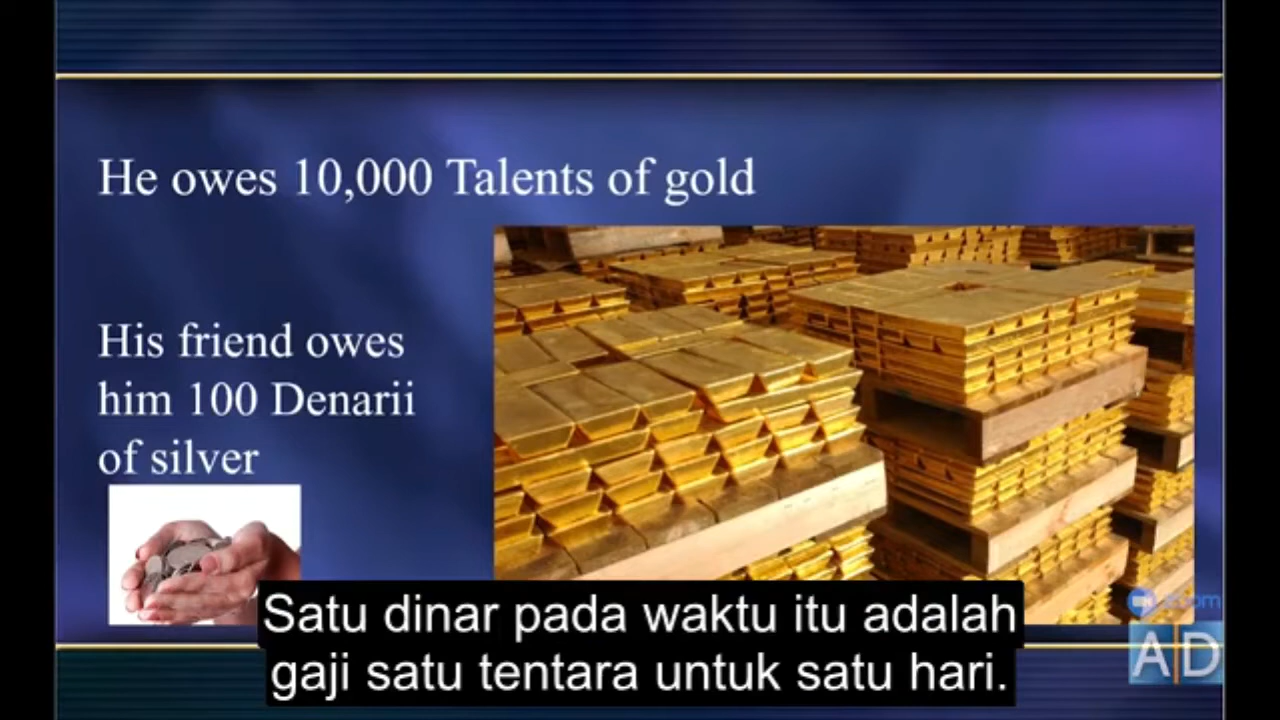 He owes 10,000 Talents of gold
His friend owes
him 100 Denarii
of silver
Satu dinar pada waktu itu adalah
gaji satu tentara untuk satu hari.
A|D